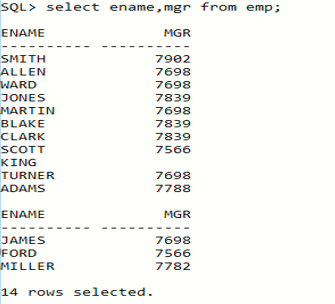 SQL> select ename,mgr from emp;
ENAME             MGR
---------- ----------
SMITH            7902
ALLEN            7698
WARD             7698
JONES            7839
MARTIN           7698
BLAKE            7839
CLARK            7839
SCOTT            7566
KING
TURNER           7698
ADAMS            7788
ENAME             MGR
---------- ----------
JAMES            7698
FORD             7566
MILLER           7782
14 rows selected.